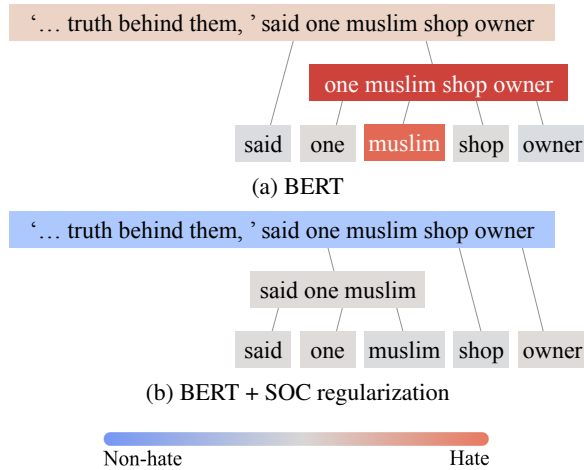 ‘... truth behind them, ’ said one muslim shop owner
one muslim shop owner
said one muslim shop owner
(a) BERT
‘... truth behind them, ’ said one muslim shop owner
said one muslim
said one muslim shop owner
(b) BERT + SOC regularization
Non-hate Hate